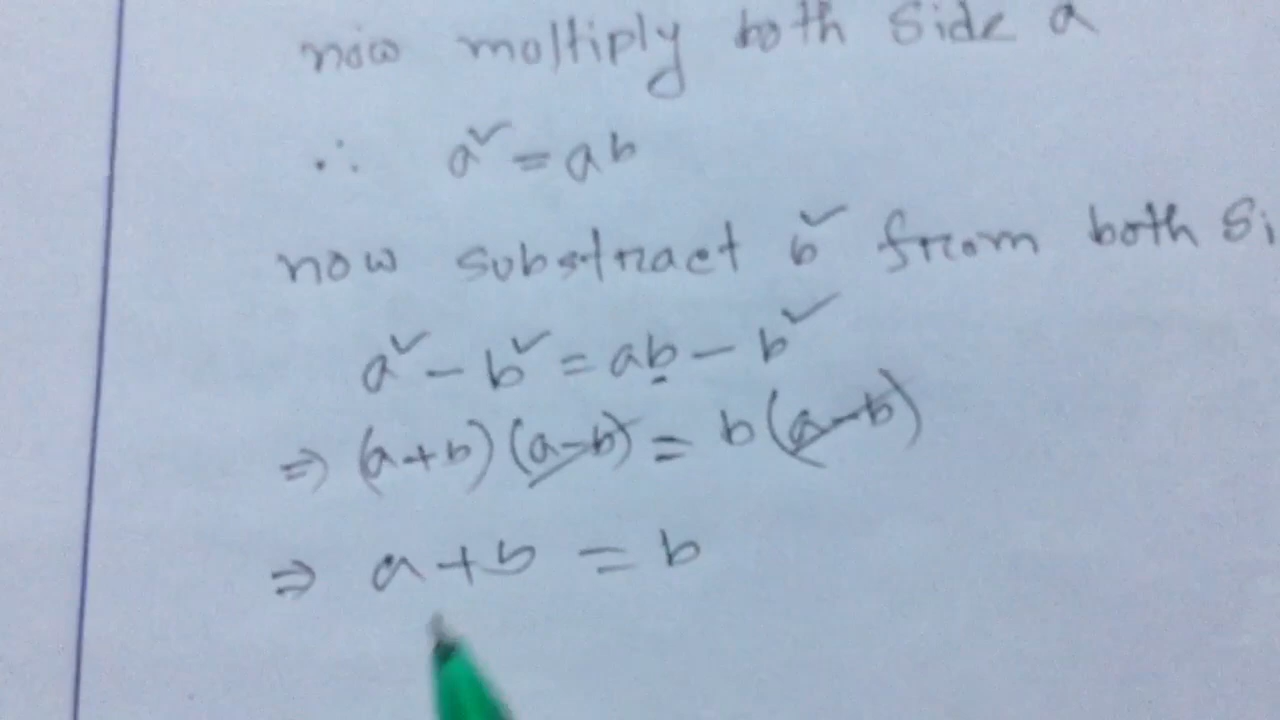 now moltiply both side a
∴ a² = ab
now substract b² from both Si
a² - b² = ab - b²
⇒ (a+b)(a-b) = b(a-b)
⇒ a+b = b